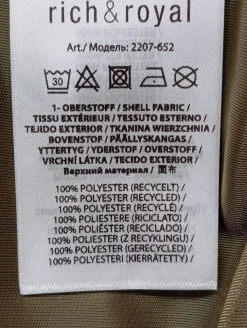 rich&royal
Art./ Модель: 2207-652
30
1- OBERSTOFF / SHELL FABRIC /
TISSU EXTÉRIEUR / TESSUTO ESTERNO /
TEJIDO EXTERIOR / TKANINA WIERZCHNIA /
BOVENSTOF / PÄÄLLYSKANGAS /
YTTERTYG / YDERSTOF / OVERSTOFF /
VRCHNÍ LÁTKA / TECIDO EXTERIOR /
Верхний материал / 面布
100% POLYESTER (RECYCELT) /
100% POLYESTER (RECYCLED) /
100% POLYESTER (RECYCLÉ) /
100% POLIESTERE (RICICLATO) /
100% POLIÉSTER (RECICLADO) /
100% POLIESTER (Z RECYKLINGU) /
100% POLYESTER (GERECYCLED) /
100% POLYESTERI (KIERRÄTETTY) /